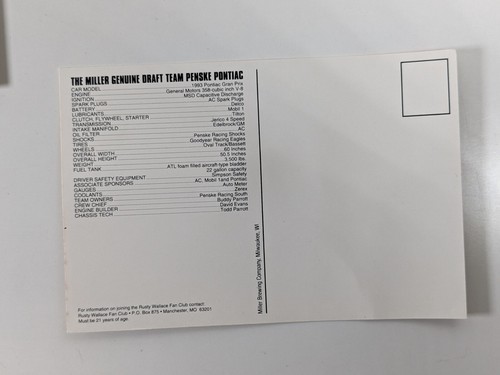 THE MILLER GENUINE DRAFT TEAM PENSKE PONTIAC
CAR MODEL 1993 Pontiac Gran Prix
ENGINE General Motors 358 cubic inch V-8
IGNITION MSD Capacitive Discharge
SPARK PLUGS AC Spark Plugs
BATTERY Delco
LUBRICANTS Mobil 1
CLUTCH, FLYWHEEL, STARTER Tilton
TRANSMISSION Jerico 4 Speed
INTAKE MANIFOLD Edelbrock/GM
OIL FILTER AC
SHOCKS Penske Racing Shocks
TIRES Goodyear Racing Eagles
WHEELS Oval Track/Bassett
OVERALL WIDTH 60 Inches
OVERALL HEIGHT 50.5 Inches
WEIGHT 3,500 lbs.
FUEL TANK ATL foam filled aircraft-type bladder
22 gallon capacity
DRIVER SAFETY EQUIPMENT Simpson Safety
ASSOCIATE SPONSORS AC, Mobil 1and Pontiac
GAUGES Auto Meter
COOLANTS Zerex
TEAM OWNERS Penske Racing South
CREW CHIEF Buddy Parrott
ENGINE BUILDER David Evans
CHASSIS TECH Todd Parrott
For information on joining the Rusty Wallace Fan Club contact:
Rusty Wallace Fan Club • P.O. Box 875 • Manchester, MO 63201
Must be 21 years of age
Miller Brewing Company, Milwaukee, WI